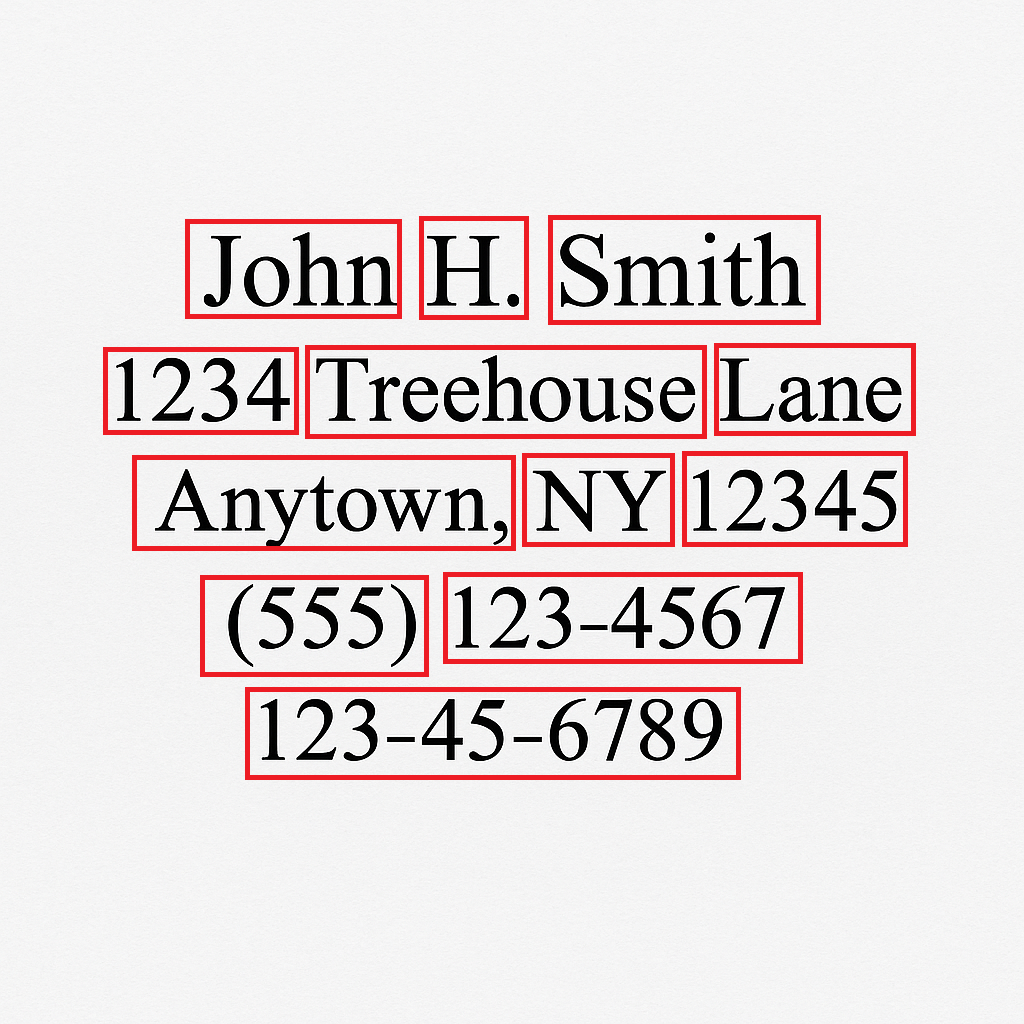 John H. Smith
1234 Treehouse Lane
Anytown, NY 12345
(555) 123-4567
123-45-6789